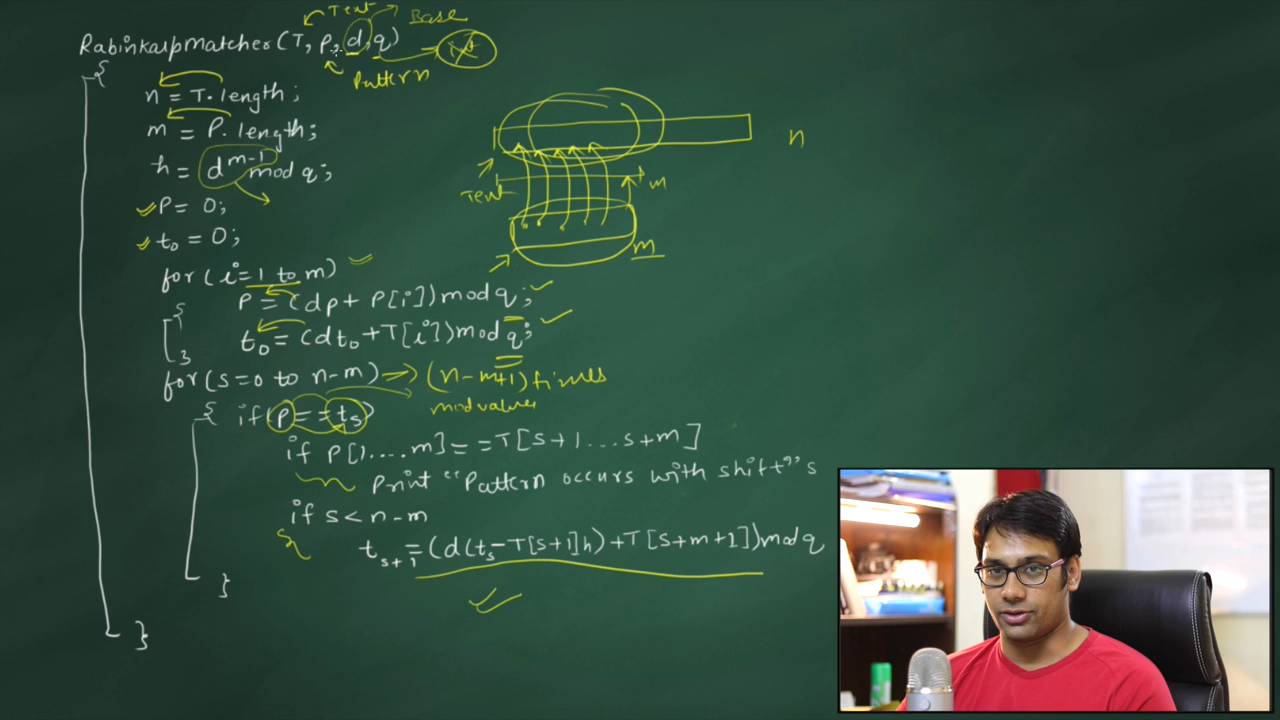 Text
Base
RabinkarpMatcher(T, P, d, q)
Pattern
{
n = T.length;
m = P.length;
h = d^m-1 mod q;
P = 0;
t₀ = 0;
for (i=1 to m)
{
P = (dp + P[i]) mod q;
t₀ = (dt₀ + T[i]) mod q;
}
for (s=0 to n-m) => (n-m+1) times
mod values
{ if (P == ts)
if P[1....m] == T[s+1...s+m]
Print "Pattern occurs with shift" s
if s < n-m
{
ts+1 = (d(ts - T[s+1]h) + T[s+m+1]) mod q
}
}
n
Text
m
m